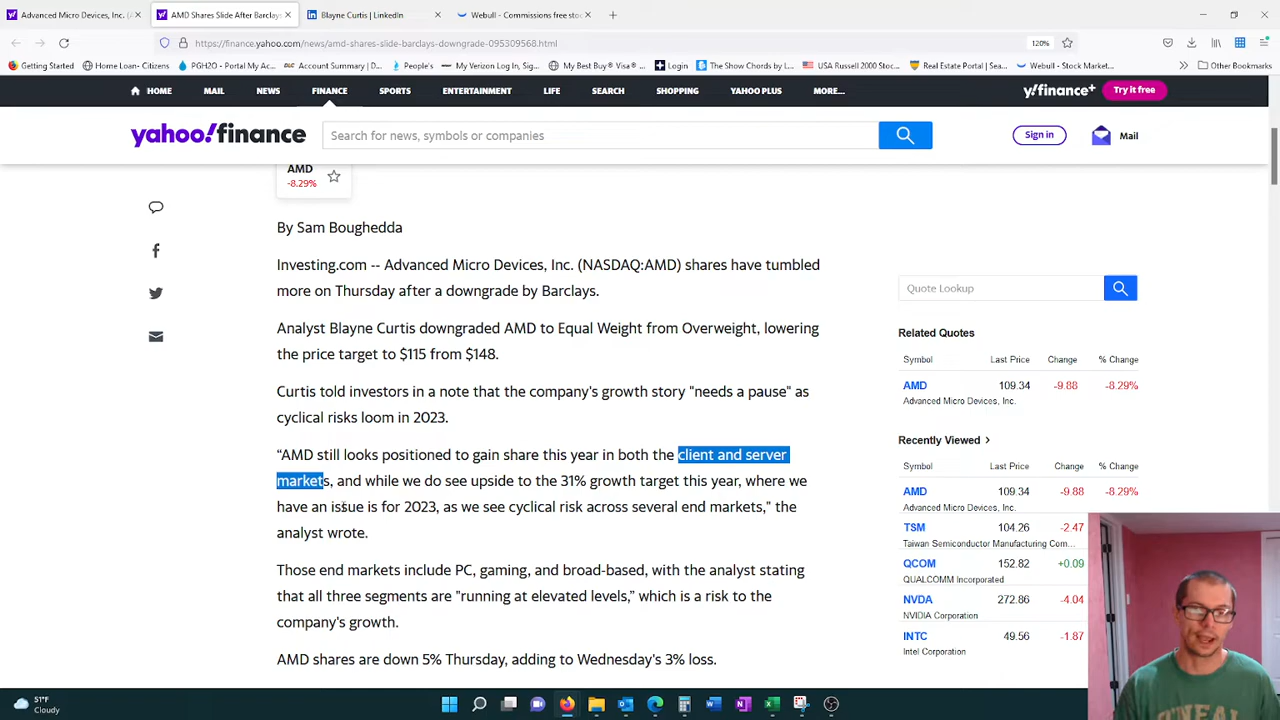 Advanced Micro Devices, Inc. (A
AMD Shares Slide After Barclays
Blayne Curtis | LinkedIn
Webull - Commissions free sto
https://finance.yahoo.com/news/amd-shares-slide-barclays-downgrade-095309568.html
120%
Getting Started
Home Loan- Citizens
PGH2O - Portal My Ac…
Account Summary | D…
People's
My Verizon Log In, Sig…
My Best Buy® Visa® …
Login
The Show Chords by L…
USA Russell 2000 Stoc…
Real Estate Portal | Sea…
Webull - Stock Market…
Other Bookmarks
HOME MAIL NEWS FINANCE SPORTS ENTERTAINMENT LIFE SEARCH SHOPPING YAHOO PLUS MORE...
y!finance+
Try it free
yahoo!finance
Search for news, symbols or companies
Sign in
Mail
AMD
-8.29%
By Sam Boughedda
Investing.com -- Advanced Micro Devices, Inc. (NASDAQ:AMD) shares have tumbled
more on Thursday after a downgrade by Barclays.
Analyst Blayne Curtis downgraded AMD to Equal Weight from Overweight, lowering
the price target to $115 from $148.
Curtis told investors in a note that the company's growth story "needs a pause" as
cyclical risks loom in 2023.
“AMD still looks positioned to gain share this year in both the client and server
markets, and while we do see upside to the 31% growth target this year, where we
have an issue is for 2023, as we see cyclical risk across several end markets,” the
analyst wrote.
Those end markets include PC, gaming, and broad-based, with the analyst stating
that all three segments are "running at elevated levels,” which is a risk to the
company's growth.
AMD shares are down 5% Thursday, adding to Wednesday's 3% loss.
Quote Lookup
Related Quotes
Symbol Last Price Change % Change
AMD 109.34 -9.88 -8.29%
Advanced Micro Devices, Inc.
Recently Viewed
Symbol Last Price Change % Change
AMD 109.34 -9.88 -8.29%
Advanced Micro Devices, Inc.
TSM 104.26 -2.47
Taiwan Semiconductor Manufacturing Com...
QCOM 152.82 +0.09
QUALCOMM Incorporated
NVDA 272.86 -4.04
NVIDIA Corporation
INTC 49.56 -1.87
Intel Corporation
51°F
Cloudy